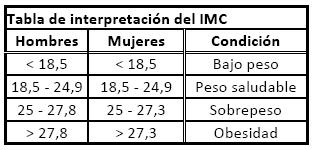 Tabla de interpretación del IMC
Hombres Mujeres Condición
< 18,5 < 18,5 Bajo peso
18,5 - 24,9 18,5 - 24,9 Peso saludable
25 - 27,8 25 - 27,3 Sobrepeso
> 27,8 > 27,3 Obesidad